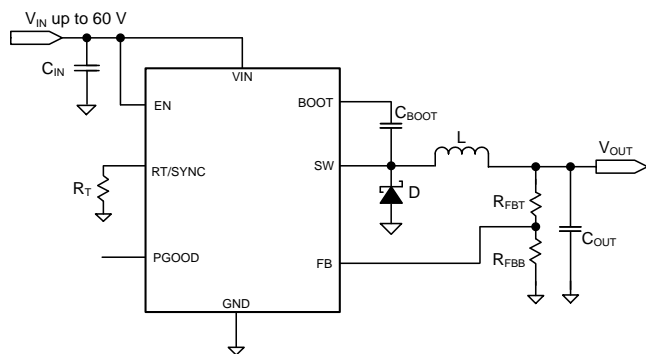 VIN up to 60 V
CIN
VIN
EN
BOOT
CBOOT
L
VOUT
RT/SYNC
SW
RT
D
RFBT
COUT
PGOOD
FB
RFBB
GND